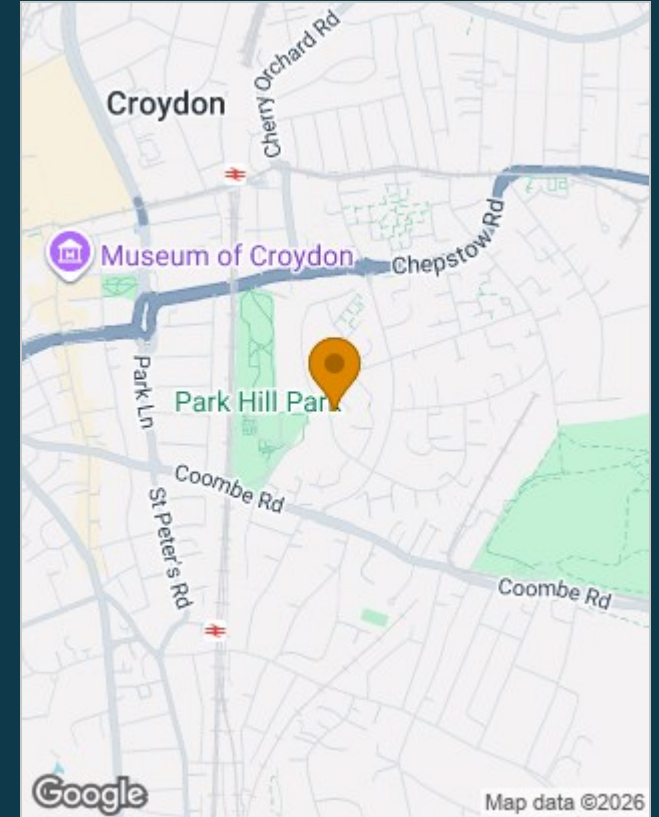 Cherry Orchard Rd
Croydon
Museum of Croydon
Chepstow Rd
Park Ln
Park Hill Park
Coombe Rd
St Peter's Rd
Coombe Rd
Google
Map data ©2026